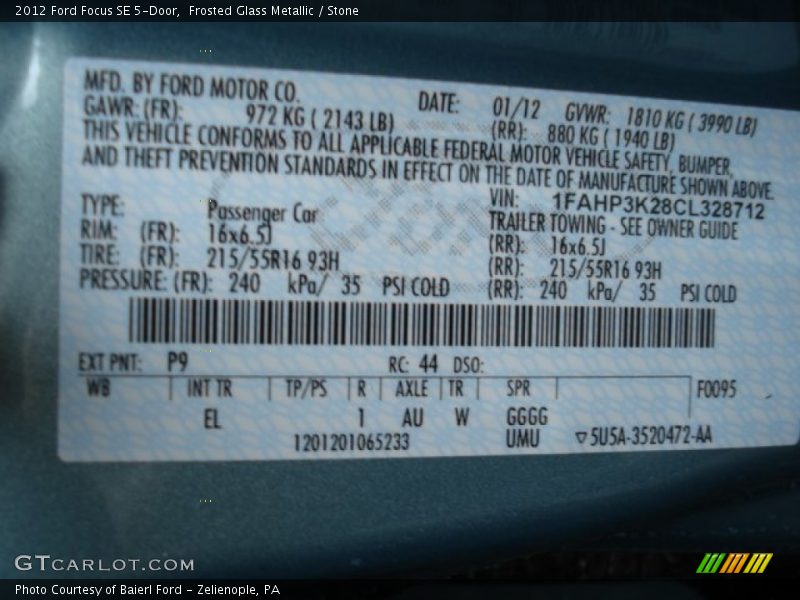 2012 Ford Focus SE 5-Door, Frosted Glass Metallic / Stone
MFD. BY FORD MOTOR CO. DATE: 01/12 GVWR: 1810 KG ( 3990 LB)
GAWR: (FR): 972 KG ( 2143 LB) (RR): 880 KG ( 1940 LB)
THIS VEHICLE CONFORMS TO ALL APPLICABLE FEDERAL MOTOR VEHICLE SAFETY, BUMPER,
AND THEFT PREVENTION STANDARDS IN EFFECT ON THE DATE OF MANUFACTURE SHOWN ABOVE.
VIN: 1FAHP3K28CL328712
TYPE: Passenger Car TRAILER TOWING - SEE OWNER GUIDE
RIM: (FR): 16x6.5J (RR): 16x6.5J
TIRE: (FR): 215/55R16 93H (RR): 215/55R16 93H
PRESSURE: (FR): 240 kPa/ 35 PSI COLD (RR): 240 kPa/ 35 PSI COLD
EXT PNT: P9 RC: 44 DSO:
WB INT TR TP/PS R AXLE TR SPR F0095
EL 1 AU W GGGG
1201201065233 UMU ▽5U5A-3520472-AA
GTCARLOT.COM
Photo Courtesy of Baierl Ford - Zelienople, PA